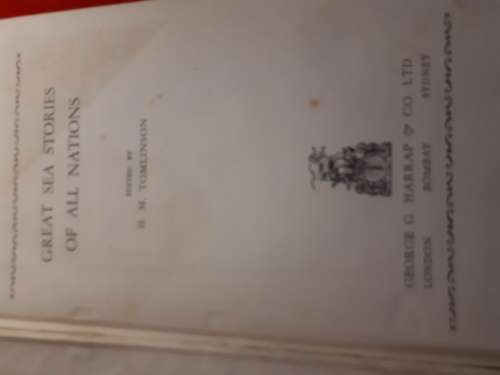 GREAT SEA STORIES
OF ALL NATIONS
EDITED BY
H. M. TOMLINSON
GEORGE G. HARRAP & CO LTD
LONDON BOMBAY SYDNEY